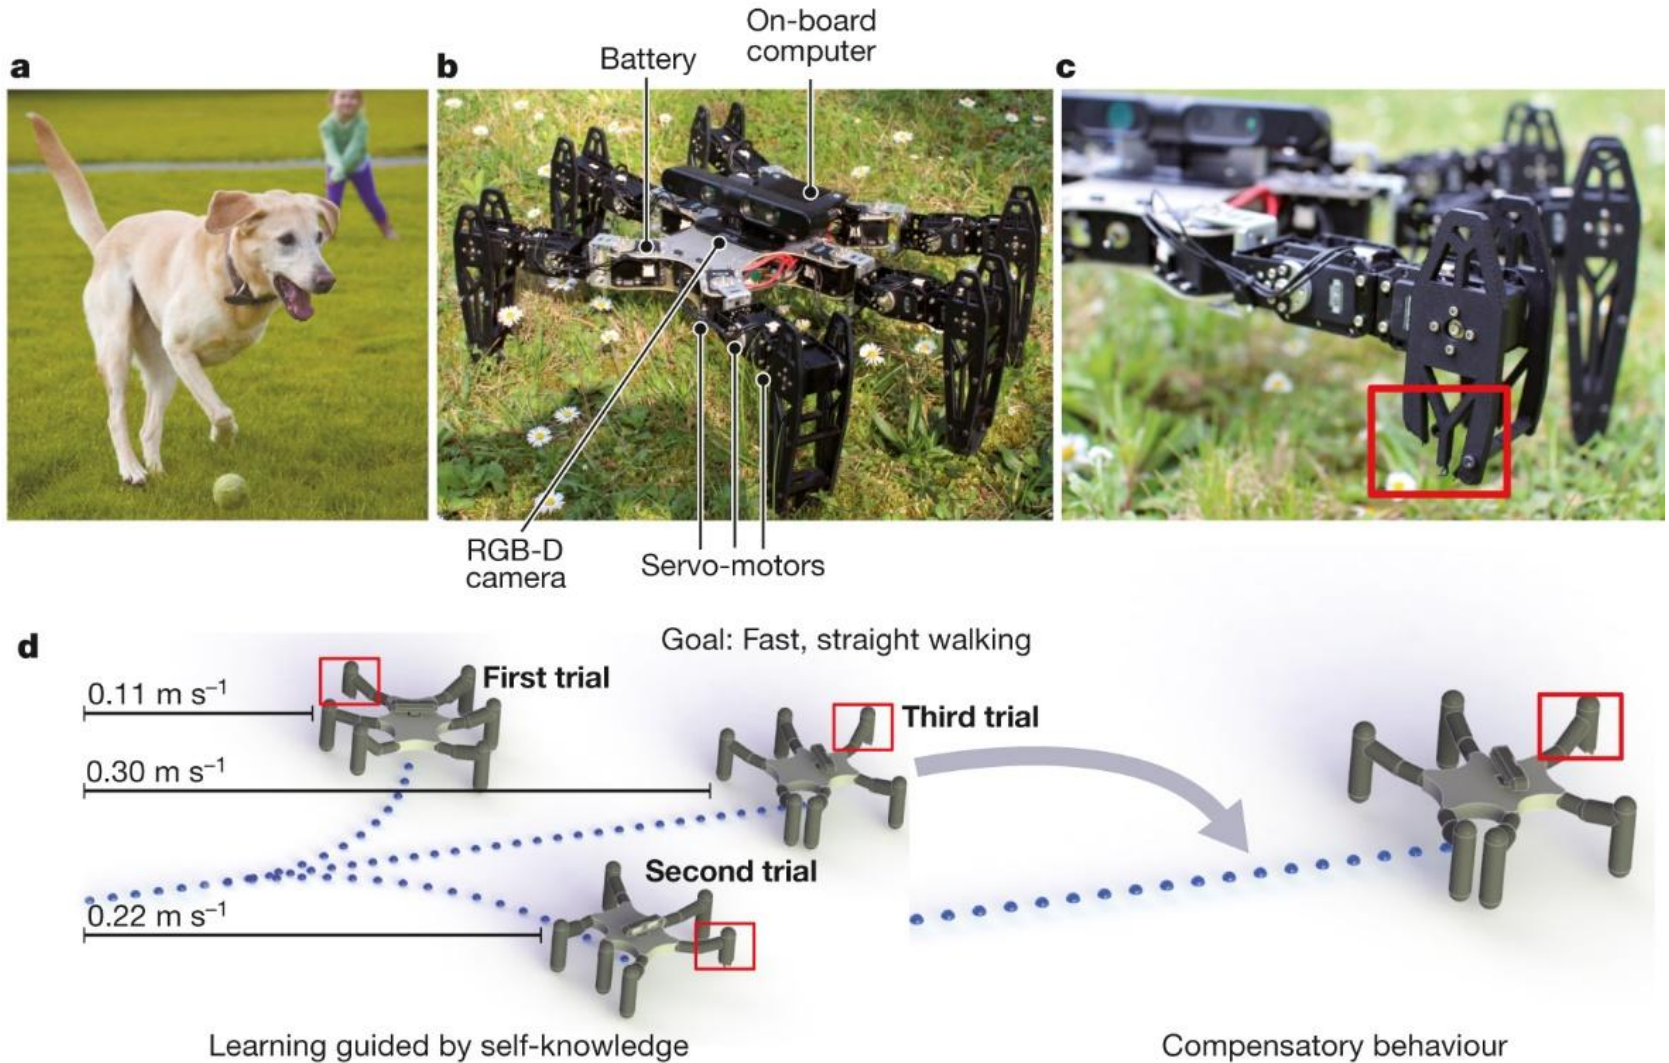 a
b
c
Battery
On-board
computer
RGB-D
camera
Servo-motors
d
Goal: Fast, straight walking
0.11 m s⁻¹
First trial
Third trial
0.30 m s⁻¹
Second trial
0.22 m s⁻¹
Learning guided by self-knowledge
Compensatory behaviour